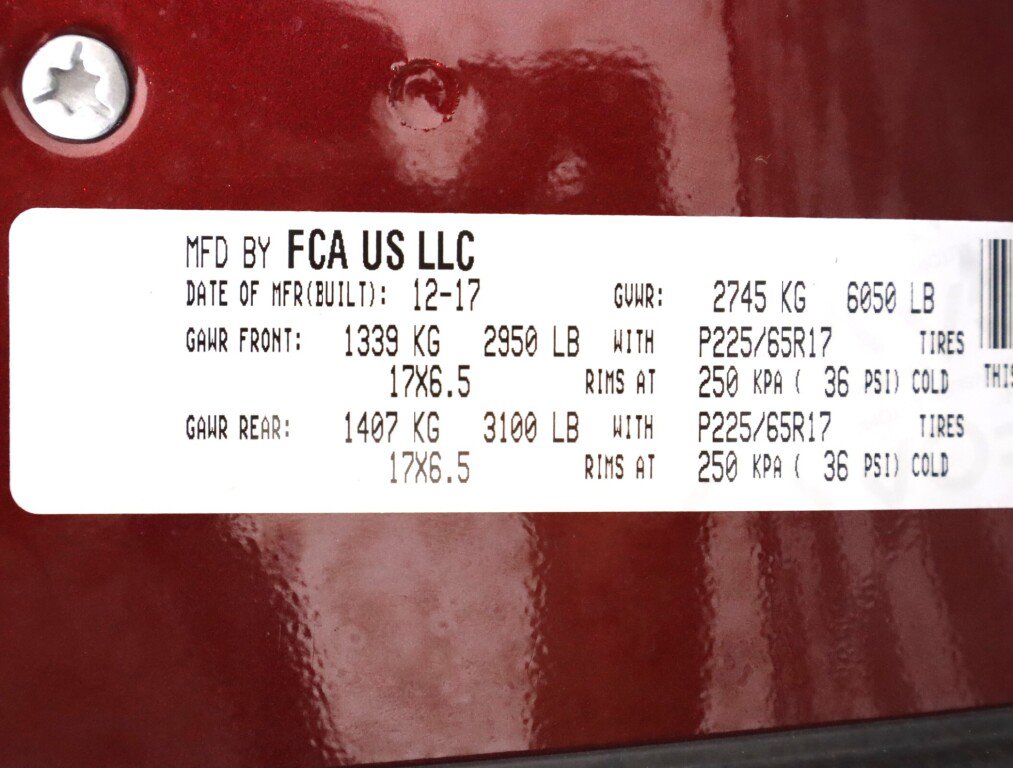 MFD BY FCA US LLC
DATE OF MFR(BUILT): 12-17 GVWR: 2745 KG 6050 LB
GAWR FRONT: 1339 KG 2950 LB WITH P225/65R17 TIRES
17X6.5 RIMS AT 250 KPA ( 36 PSI) COLD
GAWR REAR: 1407 KG 3100 LB WITH P225/65R17 TIRES
17X6.5 RIMS AT 250 KPA ( 36 PSI) COLD
THIS